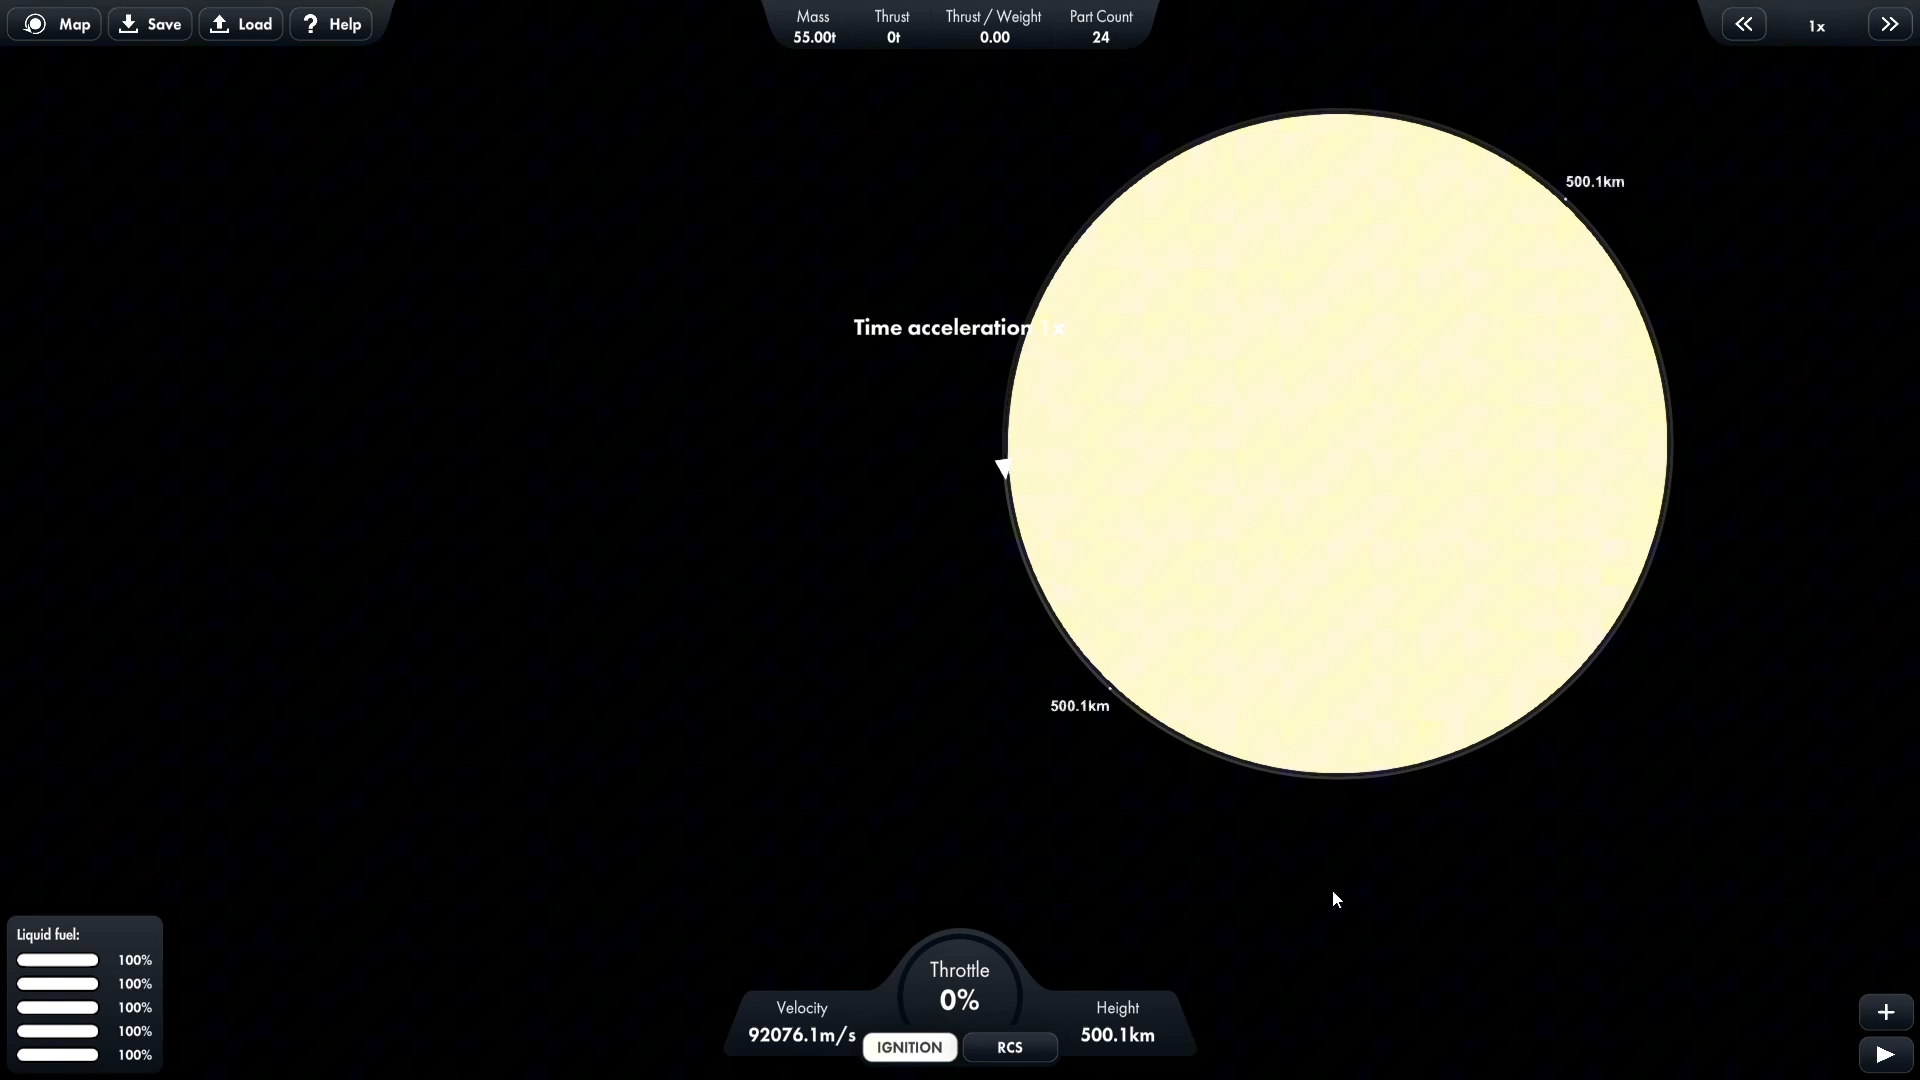 Map
Save
Load
Help
Mass
55.00t
Thrust
0t
Thrust / Weight
0.00
Part Count
24
1x
500.1km
Time acceleration 1x
500.1km
Liquid fuel:
100%
100%
100%
100%
100%
Throttle
0%
Velocity
92076.1m/s
IGNITION
RCS
Height
500.1km